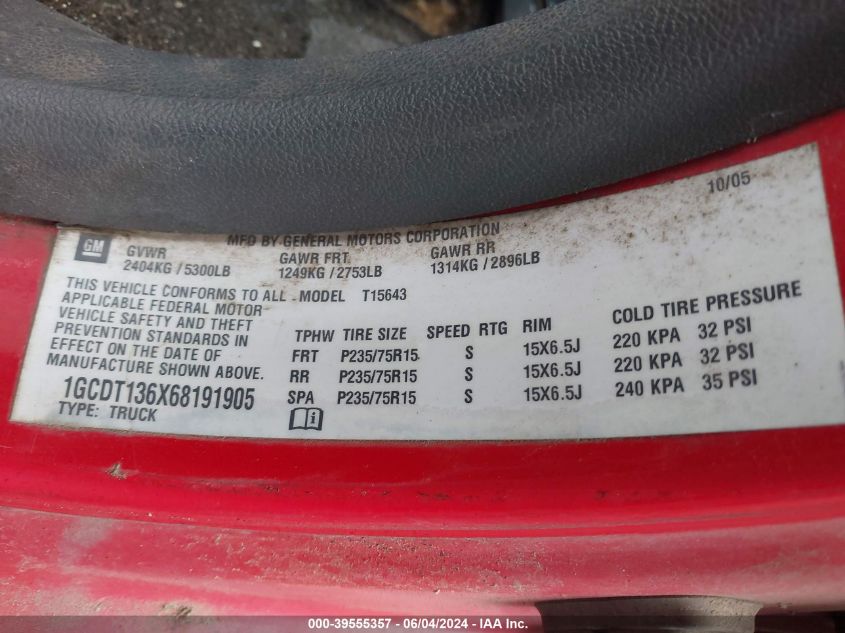 10/05
GM
MFD BY GENERAL MOTORS CORPORATION
GVWR GAWR FRT GAWR RR
2404KG / 5300LB 1249KG / 2753LB 1314KG / 2896LB
THIS VEHICLE CONFORMS TO ALL MODEL T15643
APPLICABLE FEDERAL MOTOR
VEHICLE SAFETY AND THEFT
PREVENTION STANDARDS IN
EFFECT ON THE DATE OF
MANUFACTURE SHOWN ABOVE.
1GCDT136X68191905
TYPE: TRUCK
TPHW TIRE SIZE SPEED RTG RIM COLD TIRE PRESSURE
FRT P235/75R15 S 15X6.5J 220 KPA 32 PSI
RR P235/75R15 S 15X6.5J 220 KPA 32 PSI
SPA P235/75R15 S 15X6.5J 240 KPA 35 PSI
000-39555357 - 06/04/2024 - © IAA Inc.